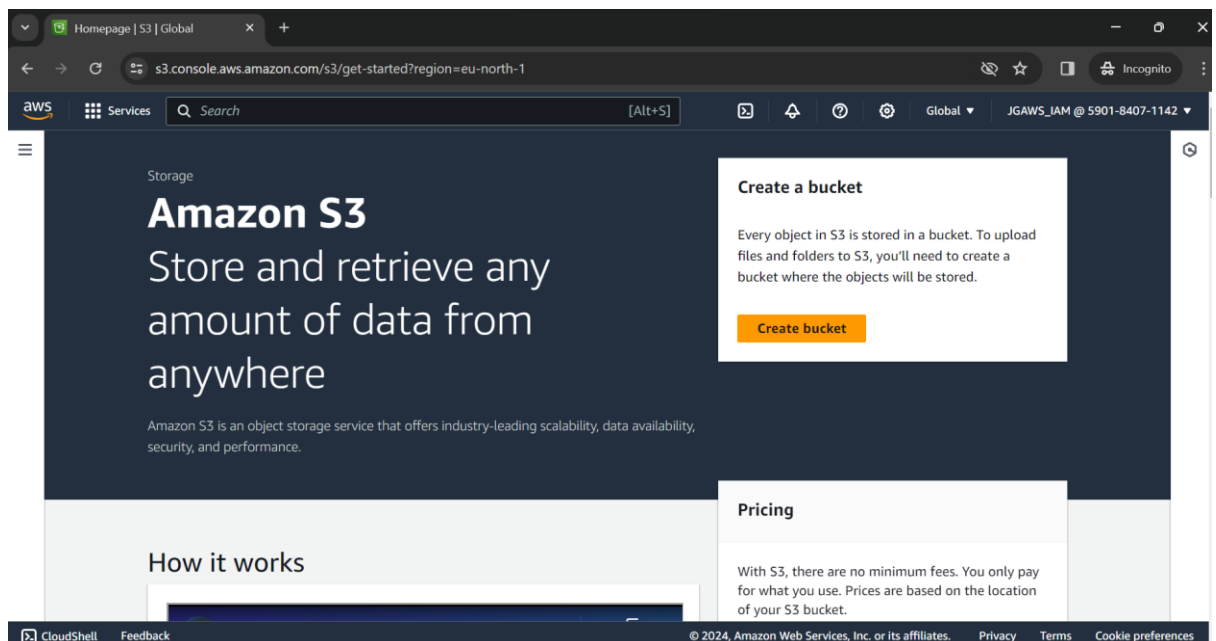 Homepage | S3 | Global
s3.console.aws.amazon.com/s3/get-started?region=eu-north-1
Incognito
aws
Services
Search
[Alt+S]
Global
JGAWS_IAM @ 5901-8407-1142
Storage
Amazon S3
Store and retrieve any
amount of data from
anywhere
Amazon S3 is an object storage service that offers industry-leading scalability, data availability,
security, and performance.
Create a bucket
Every object in S3 is stored in a bucket. To upload
files and folders to S3, you'll need to create a
bucket where the objects will be stored.
Create bucket
How it works
Pricing
With S3, there are no minimum fees. You only pay
for what you use. Prices are based on the location
of your S3 bucket.
CloudShell
Feedback
© 2024, Amazon Web Services, Inc. or its affiliates.
Privacy
Terms
Cookie preferences